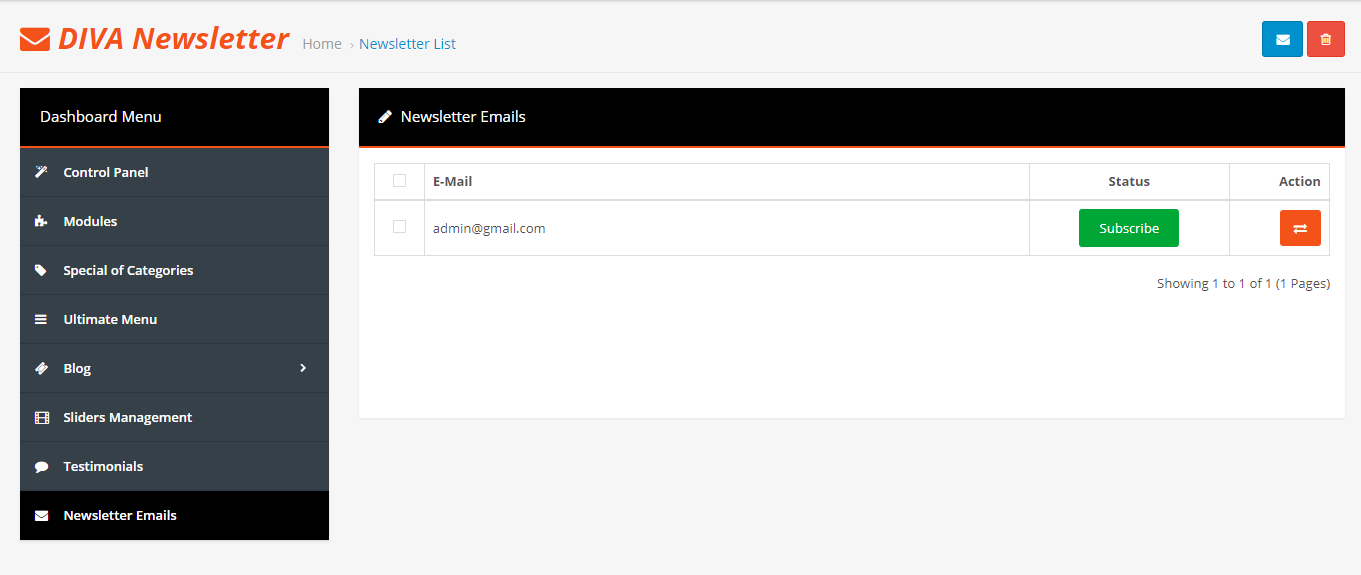 DIVA Newsletter Home › Newsletter List
Dashboard Menu
Control Panel
Modules
Special of Categories
Ultimate Menu
Blog
Sliders Management
Testimonials
Newsletter Emails
Newsletter Emails
E-Mail Status Action
admin@gmail.com Subscribe
Showing 1 to 1 of 1 (1 Pages)